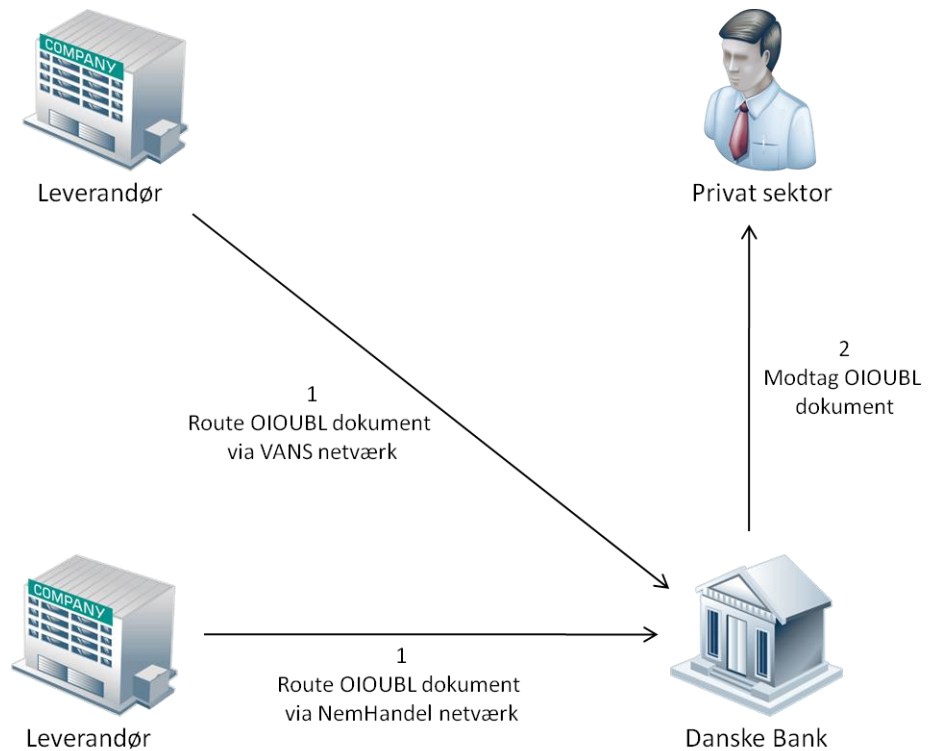 COMPANY
Leverandør
Privat sektor
1
Route OIOUBL dokument
via VANS netværk
2
Modtag OIOUBL
dokument
COMPANY
Leverandør
1
Route OIOUBL dokument
via NemHandel netværk
Danske Bank